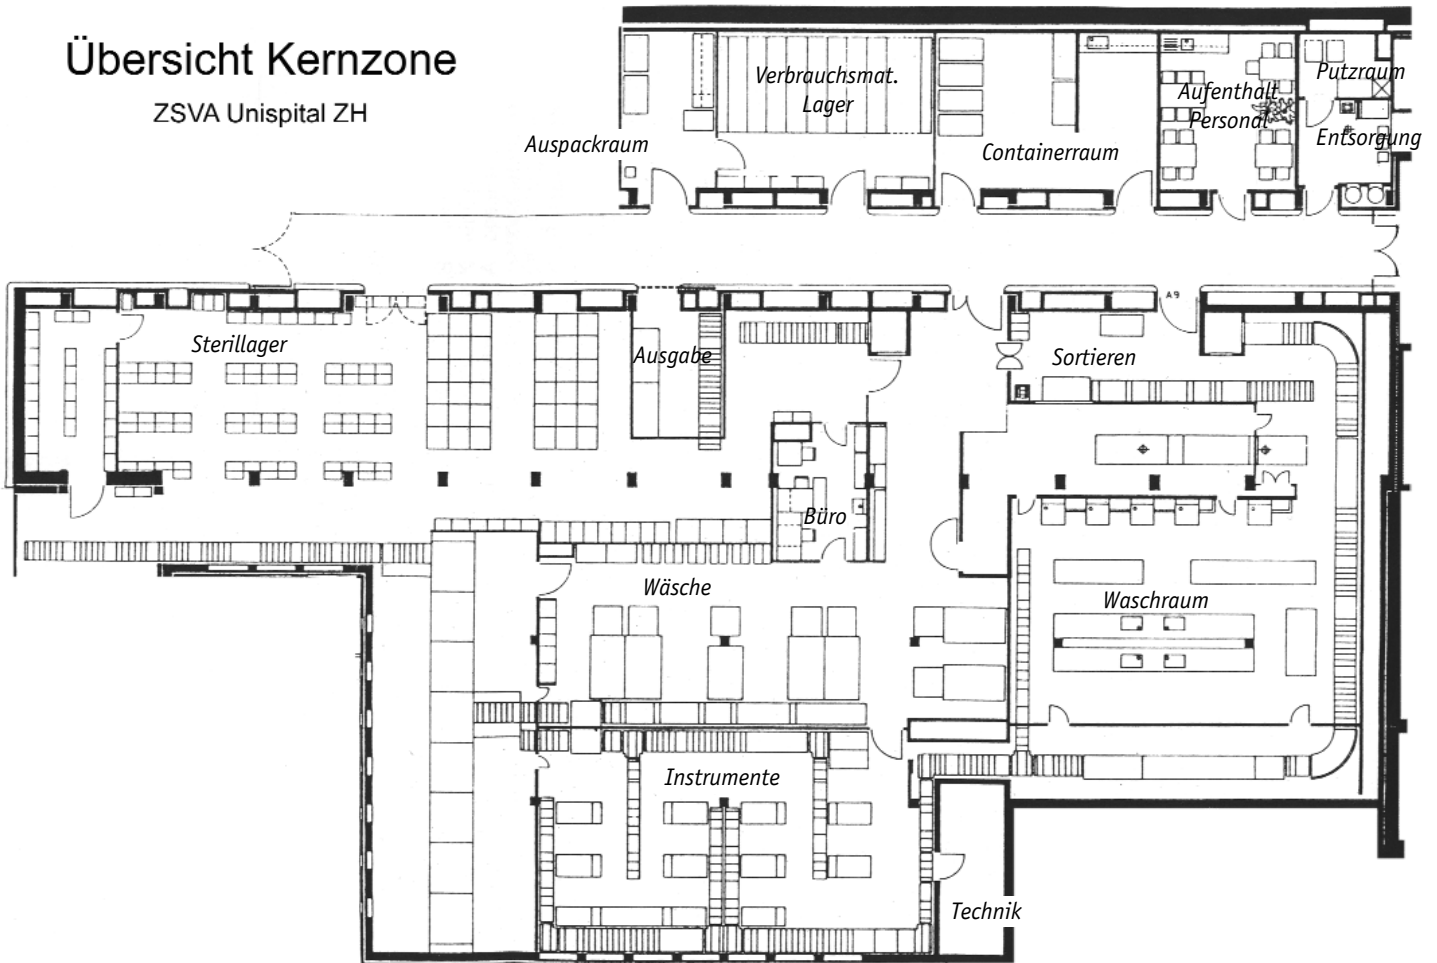 Übersicht Kernzone
ZSVA Unispital ZH
Auspackraum
Verbrauchsmat.
Lager
Containerraum
Aufenthalt
Personal
Putzraum
Entsorgung
A9
Sterillager
Ausgabe
Sortieren
Büro
Wäsche
Waschraum
Instrumente
Technik